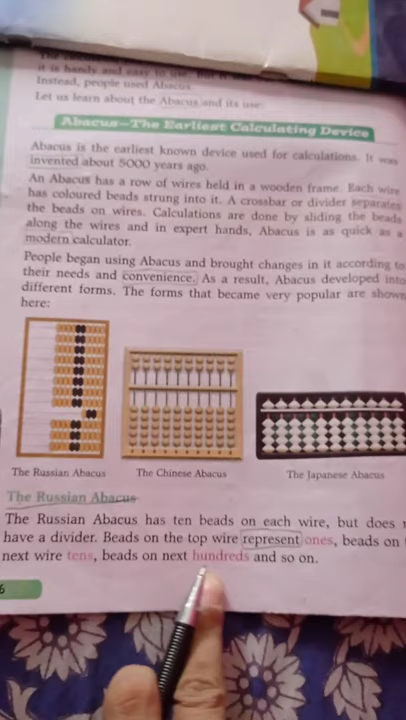 it is handy and easy to use. But it
Instead, people used Abacus.
Let us learn about the Abacus and its use:
Abacus—The Earliest Calculating Device
Abacus is the earliest known device used for calculations. It was
invented about 5000 years ago.
An Abacus has a row of wires held in a wooden frame. Each wire
has coloured beads strung into it. A crossbar or divider separates
the beads on wires. Calculations are done by sliding the beads
along the wires and in expert hands, Abacus is as quick as a
modern calculator.
People began using Abacus and brought changes in it according to
their needs and convenience. As a result, Abacus developed into
different forms. The forms that became very popular are shown
here:
The Russian Abacus
The Chinese Abacus
The Japanese Abacus
The Russian Abacus
The Russian Abacus has ten beads on each wire, but does
have a divider. Beads on the top wire represent ones, beads on
next wire tens, beads on next hundreds and so on.
6